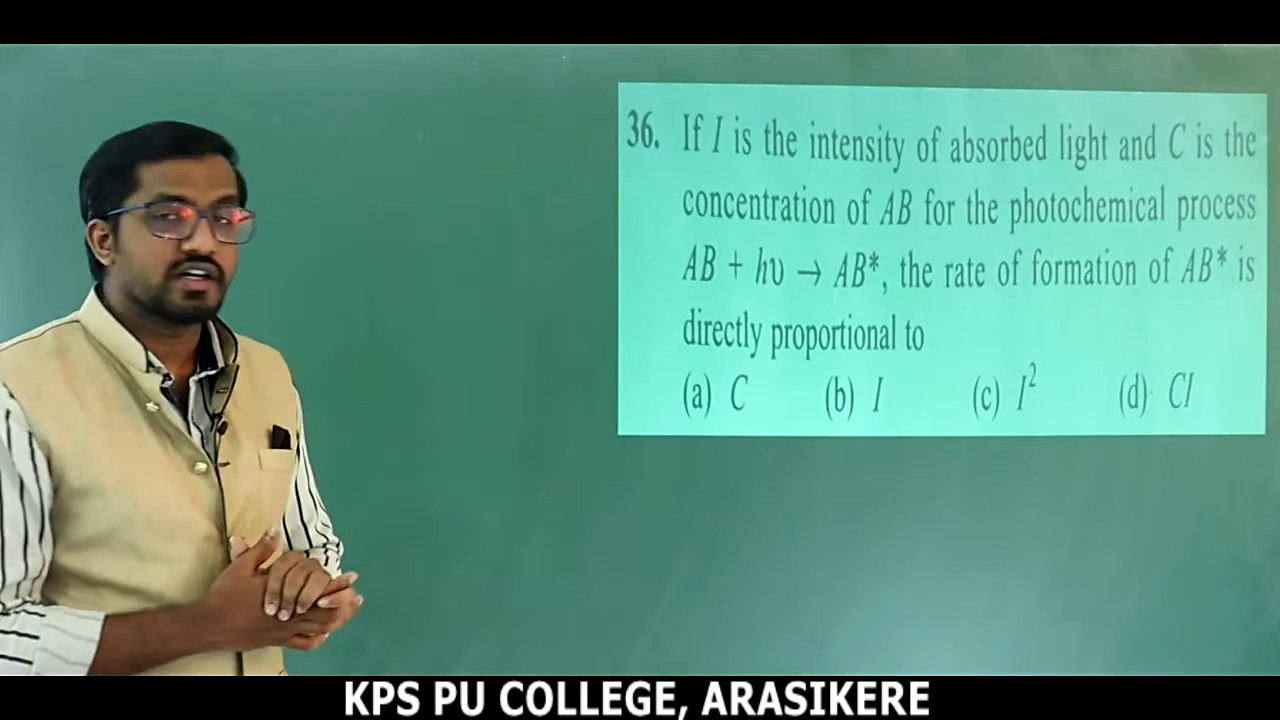 36. If I is the intensity of absorbed light and C is the
concentration of AB for the photochemical process
AB + hυ → AB*, the rate of formation of AB* is
directly proportional to
(a) C (b) I (c) I² (d) CI
KPS PU COLLEGE, ARASIKERE